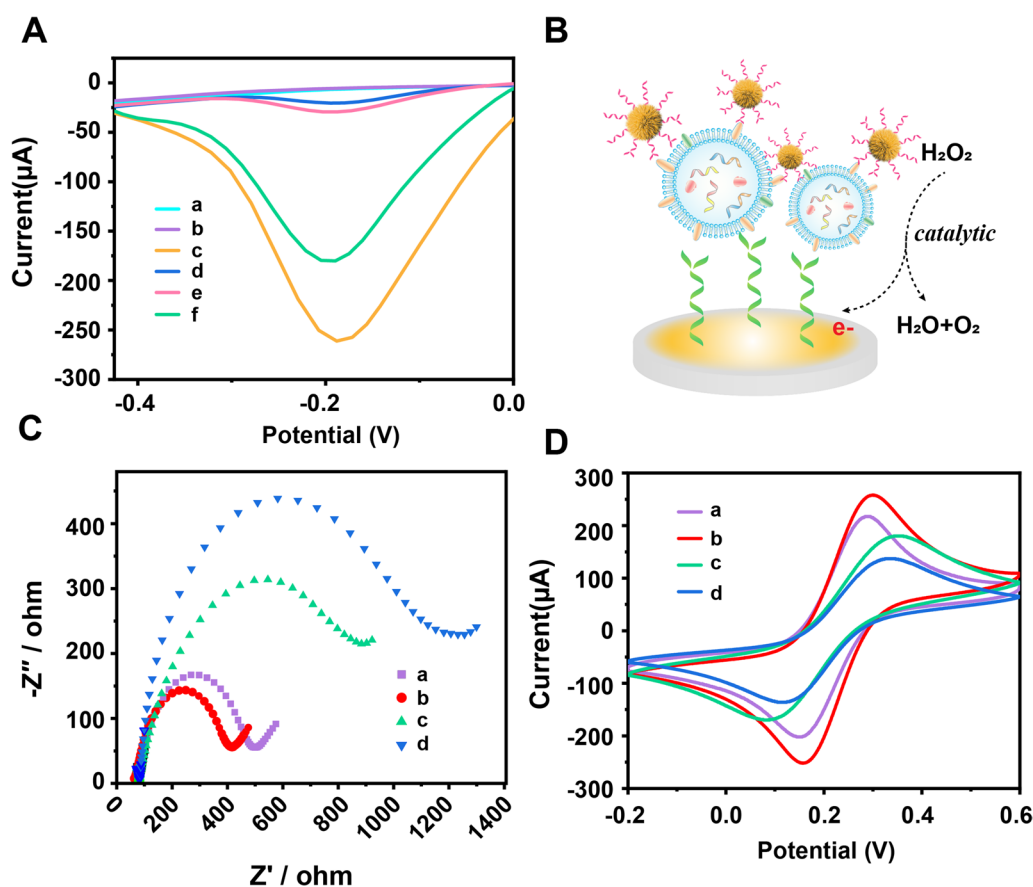 A
0
-50
-100
-150
-200
-250
-300
Current(μA)
a
b
c
d
e
f
-0.4
-0.2
0.0
Potential (V)
B
H₂O₂
catalytic
e-
H₂O+O₂
C
400
300
200
100
0
-Z″ / ohm
a
b
c
d
0
200
400
600
800
1000
1200
1400
Z' / ohm
D
300
200
100
0
-100
-200
-300
Current(μA)
a
b
c
d
-0.2
0.0
0.2
0.4
0.6
Potential (V)